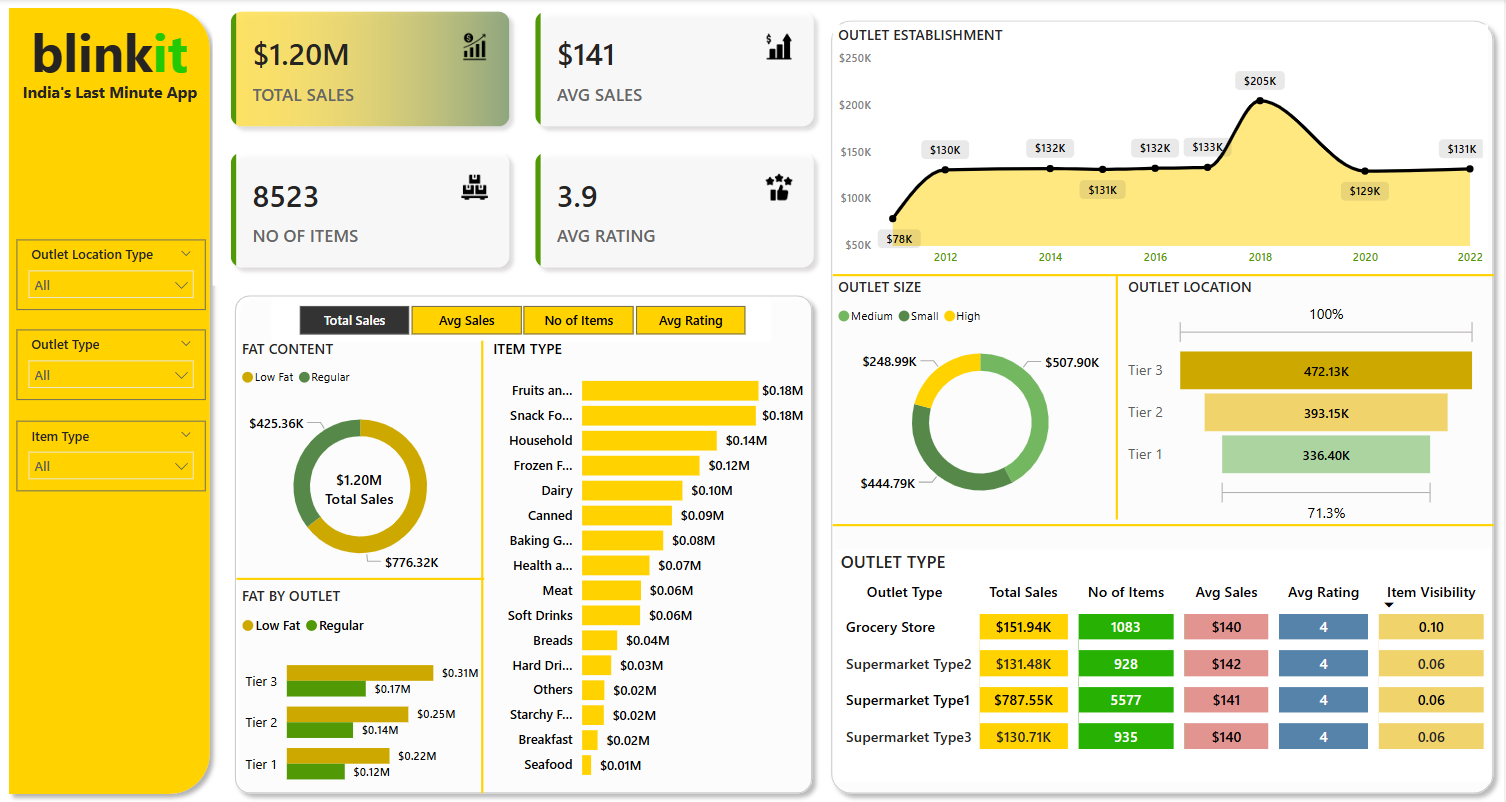 blinkit
India's Last Minute App
Outlet Location Type
All
Outlet Type
All
Item Type
All
$1.20M
TOTAL SALES
$141
AVG SALES
8523
NO OF ITEMS
3.9
AVG RATING
Total Sales Avg Sales No of Items Avg Rating
FAT CONTENT
Low Fat Regular
$425.36K
$1.20M
Total Sales
$776.32K
FAT BY OUTLET
Low Fat Regular
Tier 3 $0.31M
$0.17M
Tier 2 $0.25M
$0.14M
Tier 1 $0.22M
$0.12M
ITEM TYPE
Fruits an... $0.18M
Snack Fo... $0.18M
Household $0.14M
Frozen F... $0.12M
Dairy $0.10M
Canned $0.09M
Baking G... $0.08M
Health a... $0.07M
Meat $0.06M
Soft Drinks $0.06M
Breads $0.04M
Hard Dri... $0.03M
Others $0.02M
Starchy F... $0.02M
Breakfast $0.02M
Seafood $0.01M
OUTLET ESTABLISHMENT
$250K
$200K
$150K
$100K
$50K
$78K
$130K
$132K
$131K
$132K
$133K
$205K
$129K
$131K
2012 2014 2016 2018 2020 2022
OUTLET SIZE
Medium Small High
$248.99K
$507.90K
$444.79K
OUTLET LOCATION
100%
Tier 3 472.13K
Tier 2 393.15K
Tier 1 336.40K
71.3%
OUTLET TYPE
Outlet Type Total Sales No of Items Avg Sales Avg Rating Item Visibility
Grocery Store $151.94K 1083 $140 4 0.10
Supermarket Type2 $131.48K 928 $142 4 0.06
Supermarket Type1 $787.55K 5577 $141 4 0.06
Supermarket Type3 $130.71K 935 $140 4 0.06